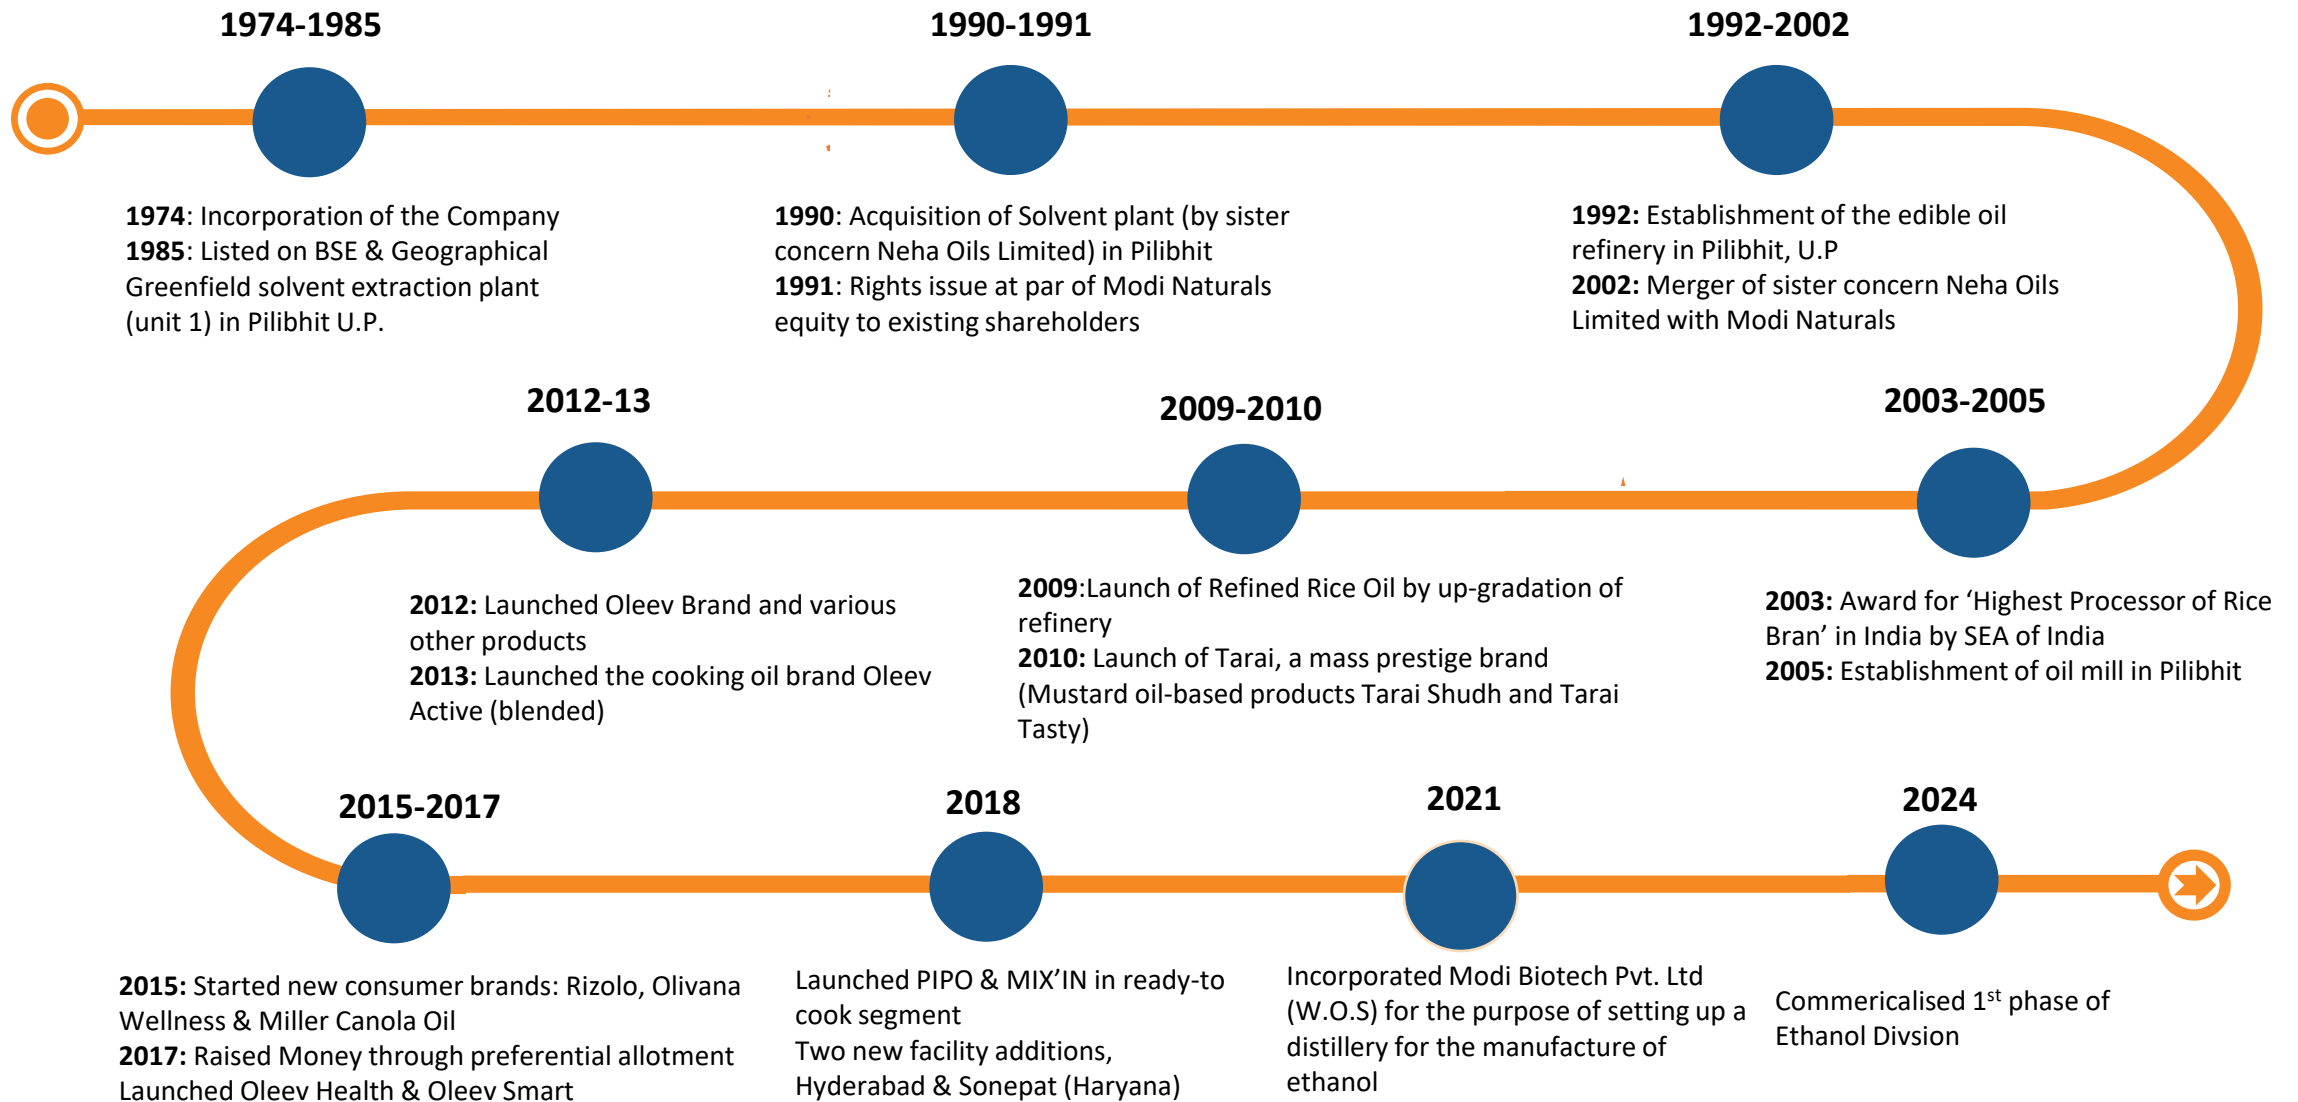 1974-1985
1974: Incorporation of the Company
1985: Listed on BSE & Geographical
Greenfield solvent extraction plant
(unit 1) in Pilibhit U.P.
1990-1991
1990: Acquisition of Solvent plant (by sister
concern Neha Oils Limited) in Pilibhit
1991: Rights issue at par of Modi Naturals
equity to existing shareholders
1992-2002
1992: Establishment of the edible oil
refinery in Pilibhit, U.P
2002: Merger of sister concern Neha Oils
Limited with Modi Naturals
2003-2005
2003: Award for ‘Highest Processor of Rice
Bran’ in India by SEA of India
2005: Establishment of oil mill in Pilibhit
2009-2010
2009:Launch of Refined Rice Oil by up-gradation of
refinery
2010: Launch of Tarai, a mass prestige brand
(Mustard oil-based products Tarai Shudh and Tarai
Tasty)
2012-13
2012: Launched Oleev Brand and various
other products
2013: Launched the cooking oil brand Oleev
Active (blended)
2015-2017
2015: Started new consumer brands: Rizolo, Olivana
Wellness & Miller Canola Oil
2017: Raised Money through preferential allotment
Launched Oleev Health & Oleev Smart
2018
Launched PIPO & MIX’IN in ready-to
cook segment
Two new facility additions,
Hyderabad & Sonepat (Haryana)
2021
Incorporated Modi Biotech Pvt. Ltd
(W.O.S) for the purpose of setting up a
distillery for the manufacture of
ethanol
2024
Commericalised 1st phase of
Ethanol Divsion